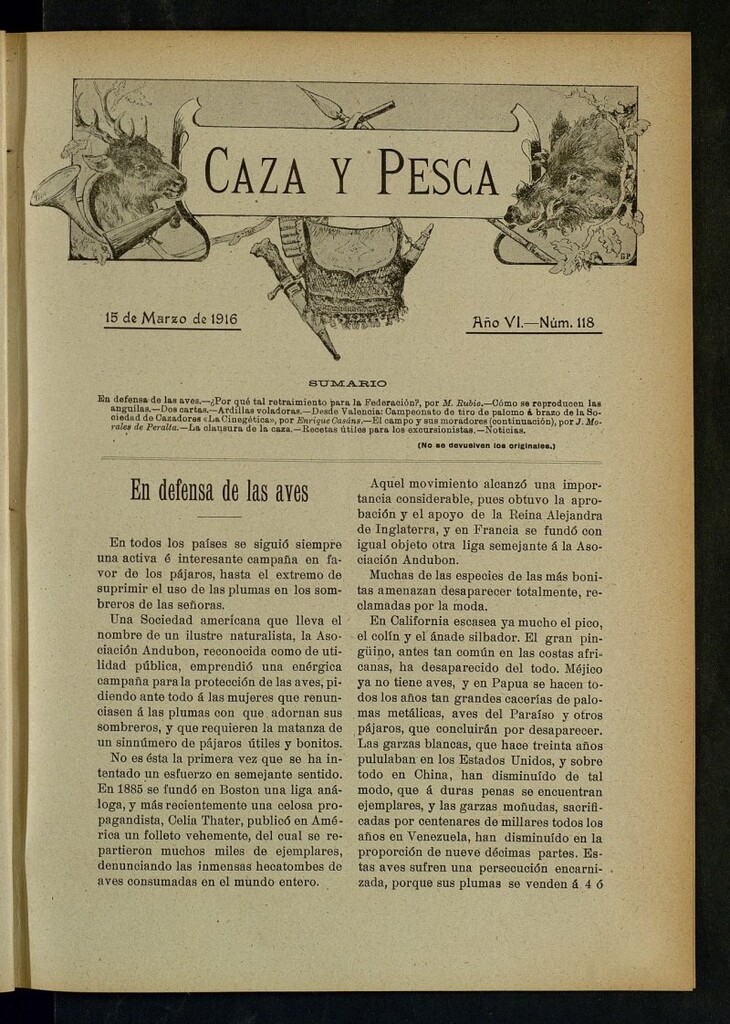 CAZA Y PESCA
G P.
15 de Marzo de 1916
Año VI.—Núm. 118
SUMARIO
En defensa de las aves.—¿Por qué tal retraimiento para la Federación?, por M. Rubio.—Cómo se reproducen las
anguilas.—Dos cartas.—Ardillas voladoras.—Desde Valencia: Campeonato de tiro de palomo á brazo de la So-
ciedad de Cazadores «La Cinegética», por Enrique Casáns.—El campo y sus moradores (continuación), por J. Mo-
rales de Peralta.—La clausura de la caza.—Recetas útiles para los excursionistas.—Noticias.
(No se devuelven los originales.)
En defensa de las aves
En todos los países se siguió siempre
una activa é interesante campaña en fa-
vor de los pájaros, hasta el extremo de
suprimir el uso de las plumas en los som-
breros de las señoras.
Una Sociedad americana que lleva el
nombre de un ilustre naturalista, la Aso-
ciación Andubon, reconocida como de uti-
lidad pública, emprendió una enérgica
campaña para la protección de las aves, pi-
diendo ante todo á las mujeres que renun-
ciasen á las plumas con que adornan sus
sombreros, y que requieren la matanza de
un sinnúmero de pájaros útiles y bonitos.
No es ésta la primera vez que se ha in-
tentado un esfuerzo en semejante sentido.
En 1885 se fundó en Boston una liga aná-
loga, y más recientemente una celosa pro-
pagandista, Celia Thater, publicó en Amé-
rica un folleto vehemente, del cual se re-
partieron muchos miles de ejemplares,
denunciando las inmensas hecatombes de
aves consumadas en el mundo entero.
Aquel movimiento alcanzó una impor-
tancia considerable, pues obtuvo la apro-
bación y el apoyo de la Reina Alejandra
de Inglaterra, y en Francia se fundó con
igual objeto otra liga semejante á la Aso-
ciación Andubon.
Muchas de las especies de las más boni-
tas amenazan desaparecer totalmente, re-
clamadas por la moda.
En California escasea ya mucho el pico,
el colín y el ánade silbador. El gran pin-
güino, antes tan común en las costas afri-
canas, ha desaparecido del todo. Méjico
ya no tiene aves, y en Papua se hacen to-
dos los años tan grandes cacerías de palo-
mas metálicas, aves del Paraíso y otros
pájaros, que concluirán por desaparecer.
Las garzas blancas, que hace treinta años
pululaban en los Estados Unidos, y sobre
todo en China, han disminuído de tal
modo, que á duras penas se encuentran
ejemplares, y las garzas moñudas, sacrifi-
cadas por centenares de millares todos los
años en Venezuela, han disminuído en la
proporción de nueve décimas partes. Es-
tas aves sufren una persecución encarni-
zada, porque sus plumas se venden á 4 ó